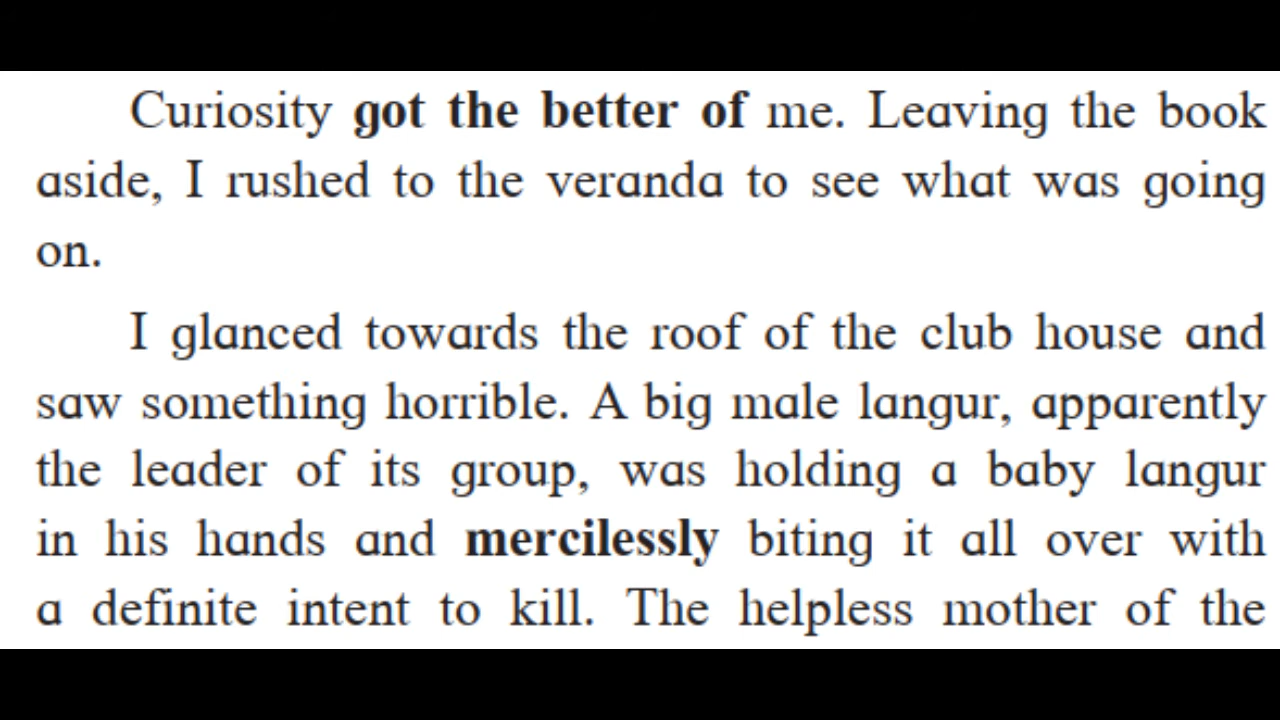 Curiosity got the better of me. Leaving the book
aside, I rushed to the veranda to see what was going
on.
I glanced towards the roof of the club house and
saw something horrible. A big male langur, apparently
the leader of its group, was holding a baby langur
in his hands and mercilessly biting it all over with
a definite intent to kill. The helpless mother of the